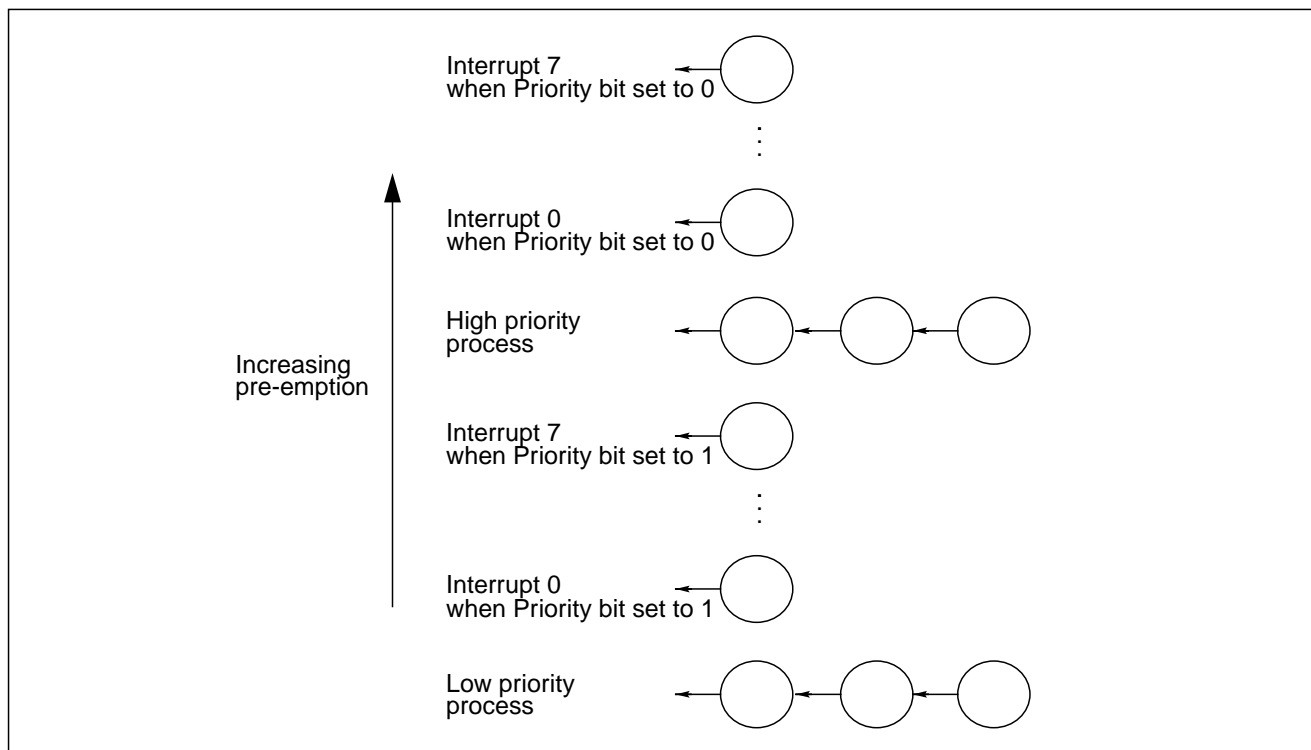 Interrupt 7
when Priority bit set to 0
Interrupt 0
when Priority bit set to 0
High priority
process
Increasing
pre-emption
Interrupt 7
when Priority bit set to 1
Interrupt 0
when Priority bit set to 1
Low priority
process